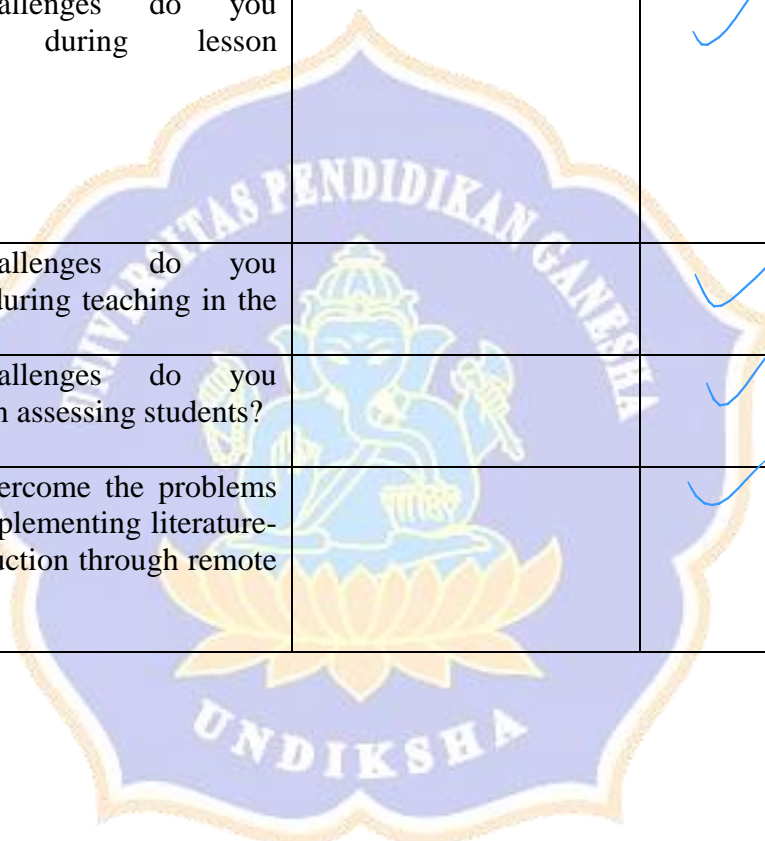 allenges do you
during lesson
allenges do you
during teaching in the
allenges do you
n assessing students?
ercome the problems
plementing literature-
uction through remote
UNIVERSITAS PENDIDIKAN GANESHA
UNDIKSHA